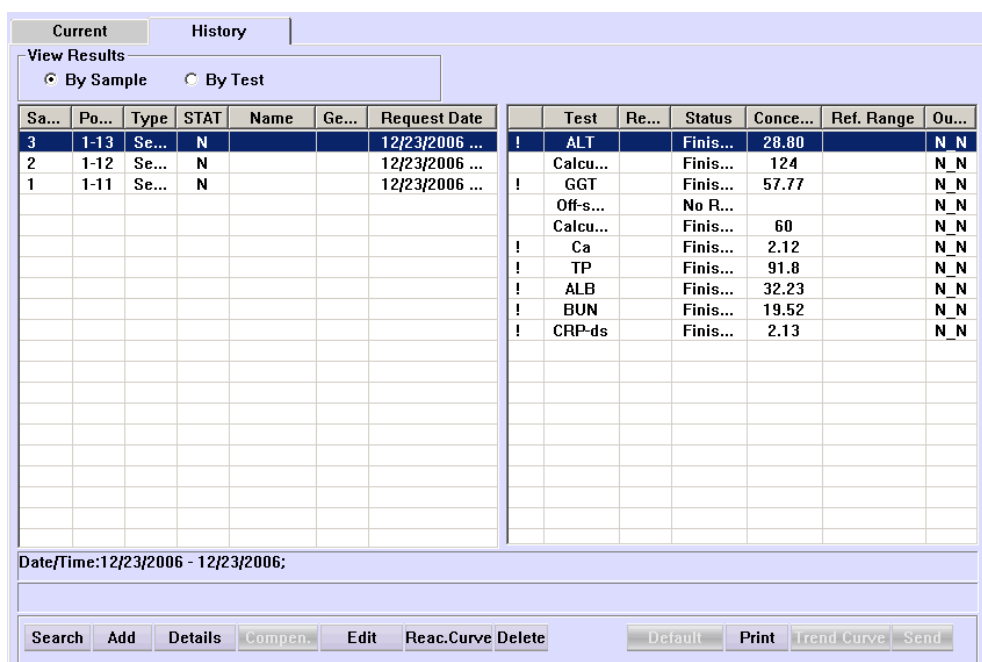 Current History
View Results
By Sample By Test
Sa... Po... Type STAT Name Ge... Request Date Test Re... Status Conce... Ref. Range Ou...
3 1-13 Se... N 12/23/2006 ... ! ALT Finis... 28.80 N_N
2 1-12 Se... N 12/23/2006 ... Calcu... Finis... 124 N_N
1 1-11 Se... N 12/23/2006 ... ! GGT Finis... 57.77 N_N
Off-s... No R... N_N
Calcu... Finis... 60 N_N
! Ca Finis... 2.12 N_N
! TP Finis... 91.8 N_N
! ALB Finis... 32.23 N_N
! BUN Finis... 19.52 N_N
! CRP-ds Finis... 2.13 N_N
Date/Time:12/23/2006 - 12/23/2006;
Search Add Details Compen. Edit Reac.Curve Delete Default Print Trend Curve Send